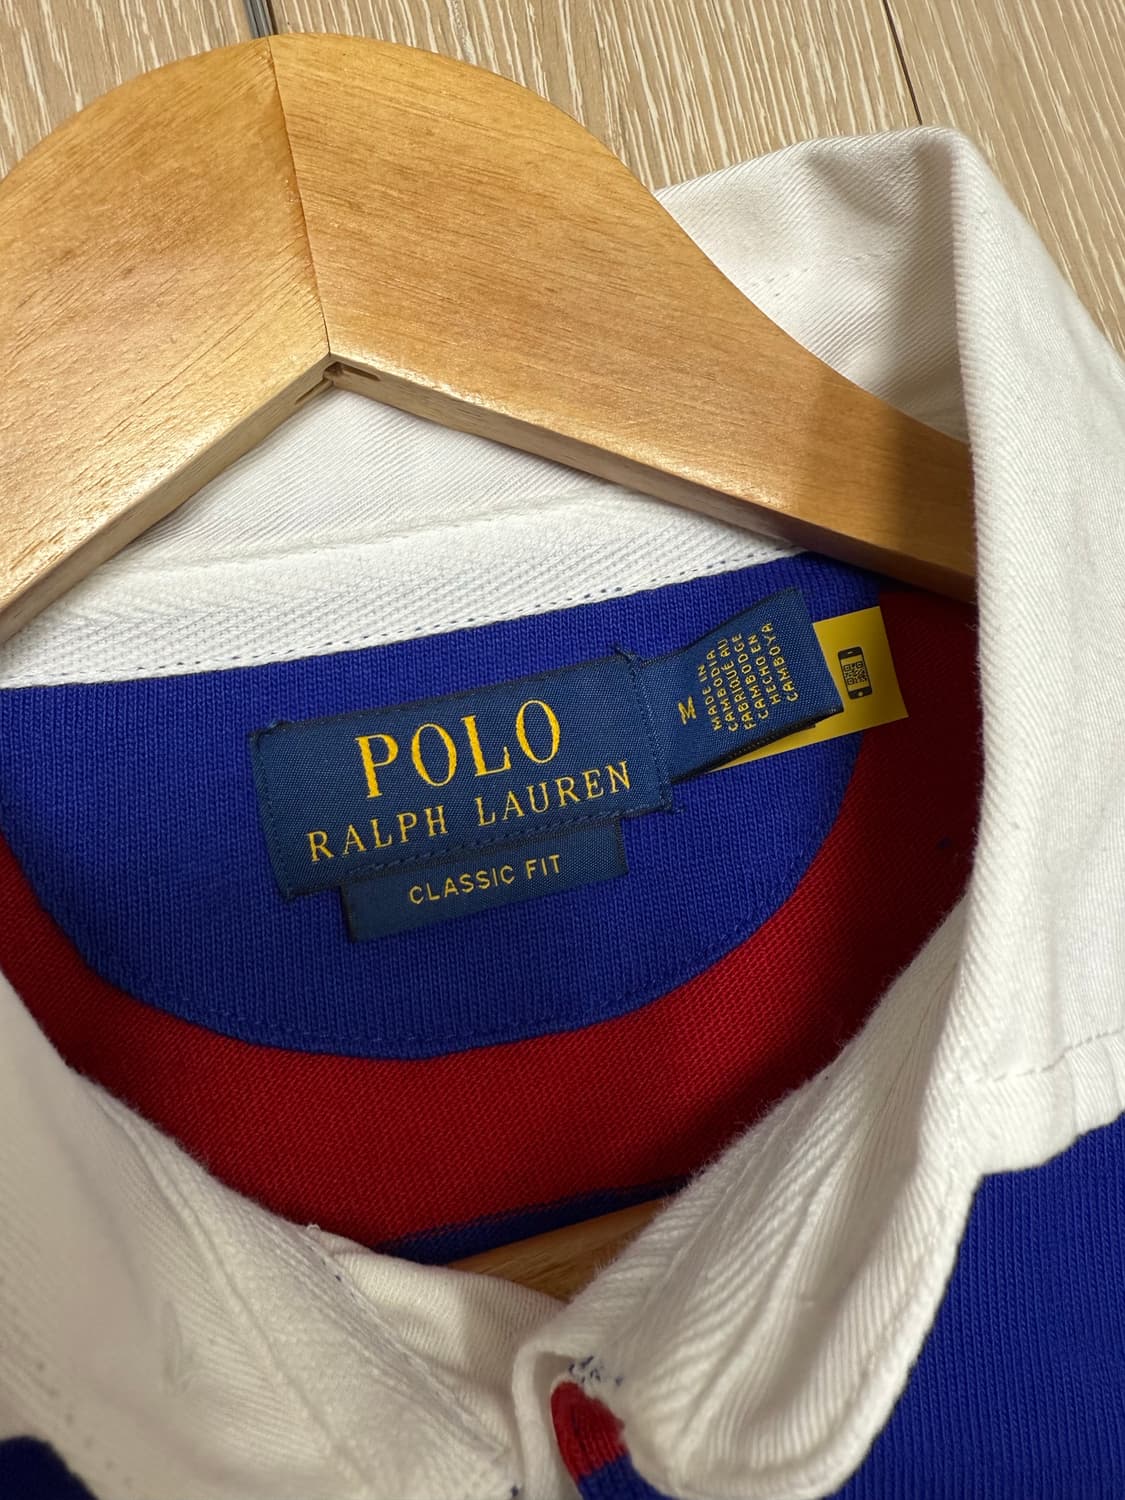 POLO
RALPH LAUREN
CLASSIC FIT
M
MADE IN
CAMBODIA
FABRIQUÉ AU
CAMBODGE
HECHO EN
CAMBOYA